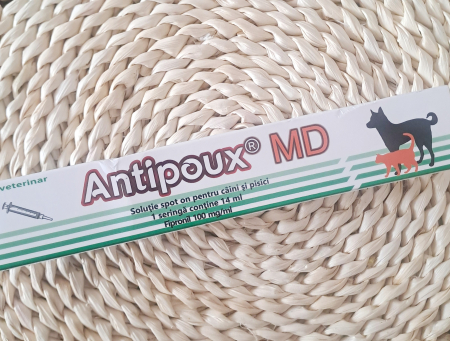 veterinar
Antipoux® MD
Soluție spot on pentru câini și pisici
1 seringă conține 14 ml
Fipronil 100 mg/ml